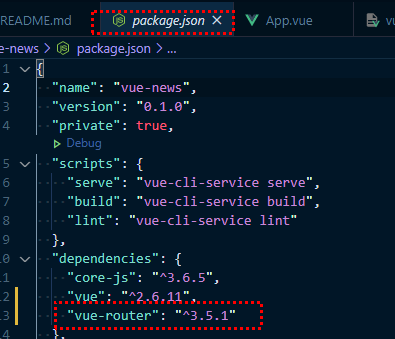 README.md package.json App.vue vu
e-news > package.json > ...
1 {
2 "name": "vue-news",
3 "version": "0.1.0",
4 "private": true,
Debug
5 "scripts": {
6 "serve": "vue-cli-service serve",
7 "build": "vue-cli-service build",
8 "lint": "vue-cli-service lint"
9 },
10 "dependencies": {
11 "core-js": "^3.6.5",
12 "vue": "^2.6.11",
13 "vue-router": "^3.5.1"
},